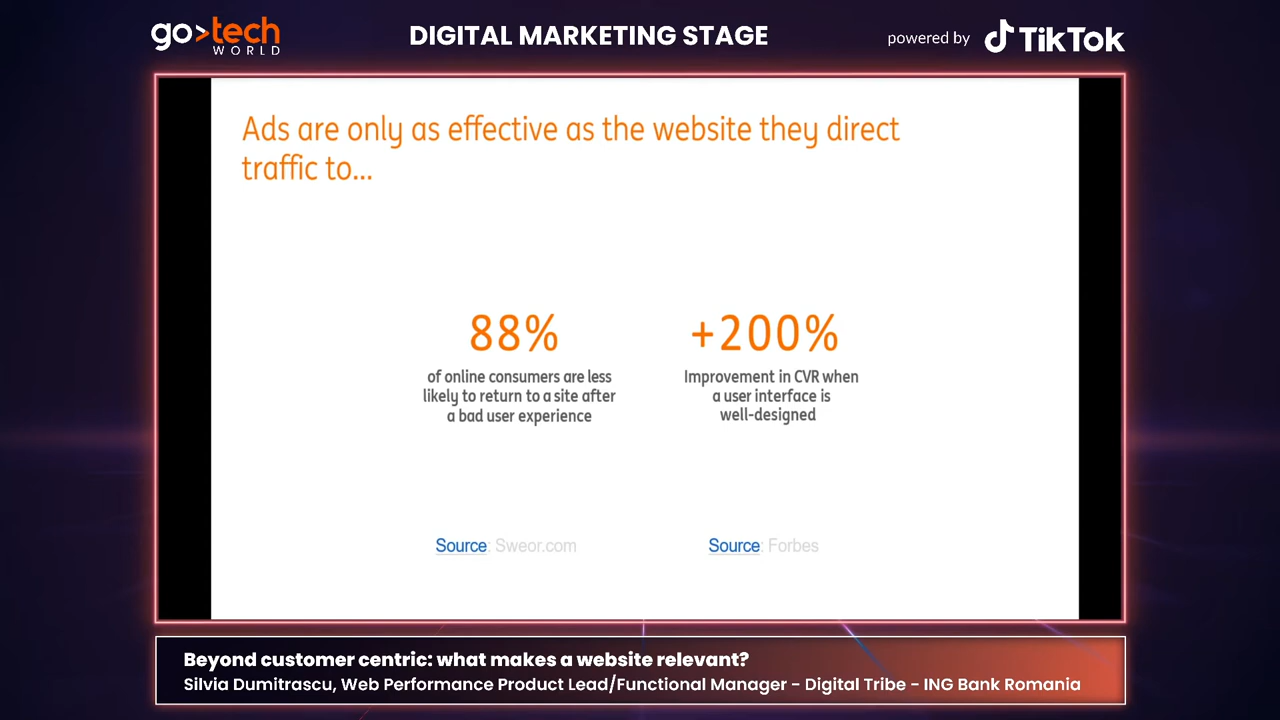 go>tech
WORLD
DIGITAL MARKETING STAGE
powered by
TikTok
Ads are only as effective as the website they direct
traffic to...
88%
of online consumers are less
likely to return to a site after
a bad user experience
+200%
Improvement in CVR when
a user interface is
well-designed
Source: Sweor.com
Source: Forbes
Beyond customer centric: what makes a website relevant?
Silvia Dumitrascu, Web Performance Product Lead/Functional Manager – Digital Tribe – ING Bank Romania